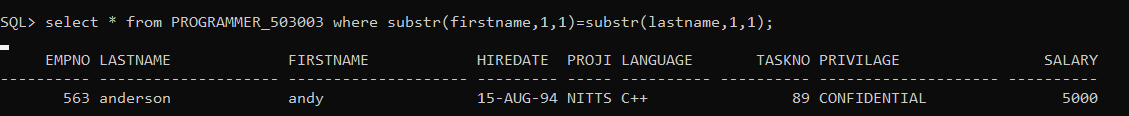 SQL> select * from PROGRAMMER_503003 where substr(firstname,1,1)=substr(lastname,1,1);
EMPNO LASTNAME FIRSTNAME HIREDATE PROJI LANGUAGE TASKNO PRIVILAGE SALARY
---------- -------------------- -------------------- --------- ----- ---------- ---------- -------------------- ----------
563 anderson andy 15-AUG-94 NITTS C++ 89 CONFIDENTIAL 5000